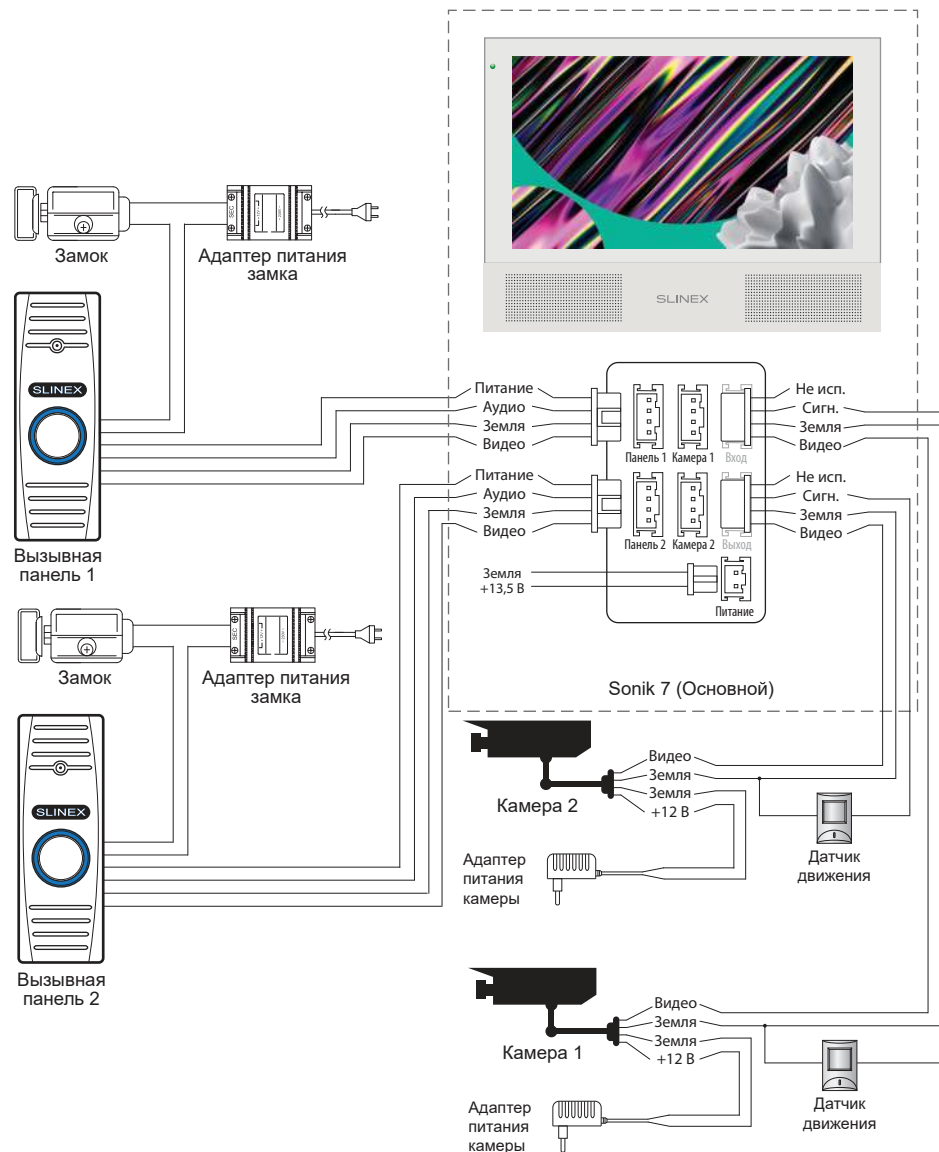 SLINEX
Замок
Адаптер питания
замка
SEC
SLINEX
Вызывная
панель 1
Питание
Аудио
Земля
Видео
Панель 1
Камера 1
Вход
Не исп.
Сигн.
Земля
Видео
Питание
Аудио
Земля
Видео
Панель 2
Камера 2
Выход
Не исп.
Сигн.
Земля
Видео
Земля
+13,5 В
Питание
Sonik 7 (Основной)
Замок
Адаптер питания
замка
SEC
SLINEX
Вызывная
панель 2
Камера 2
Видео
Земля
Земля
+12 В
Адаптер
питания
камеры
Датчик
движения
Камера 1
Видео
Земля
Земля
+12 В
Адаптер
питания
камеры
Датчик
движения